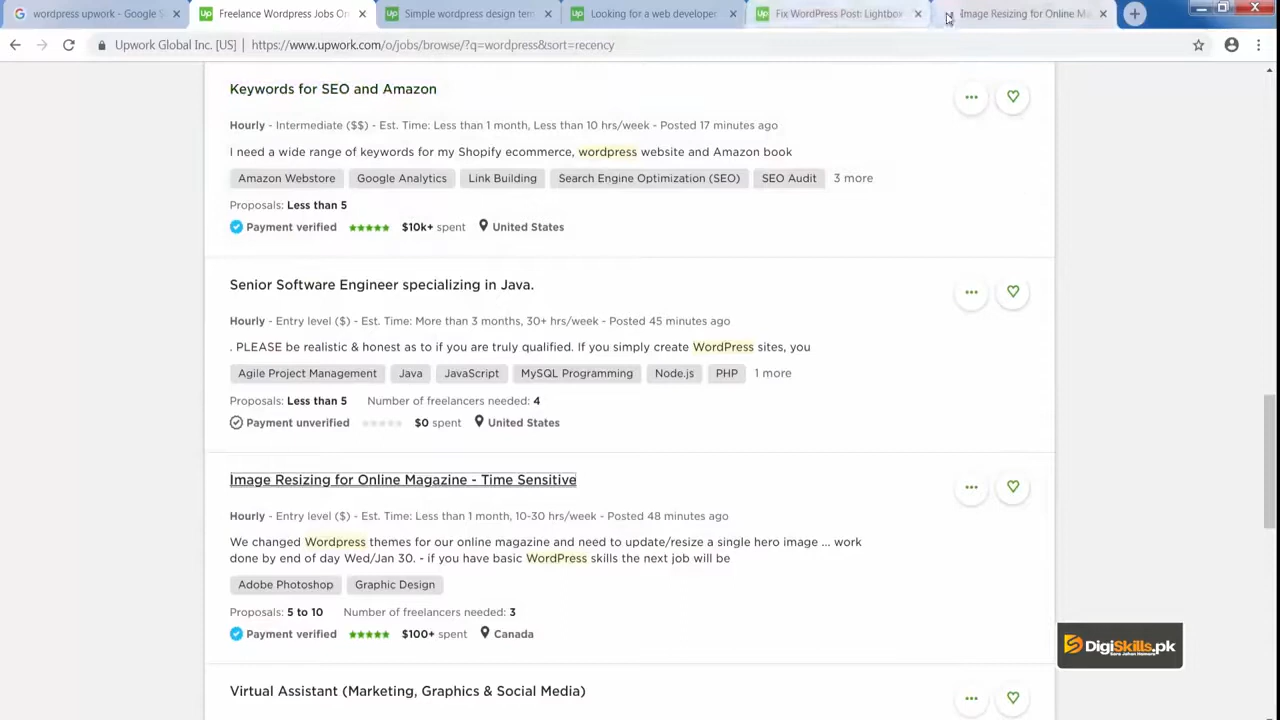 wordpress upwork - Google S
Freelance Wordpress Jobs On
Simple wordpress design tem
Looking for a web developer
Fix WordPress Post: Lightbo
Image Resizing for Online Ma
Upwork Global Inc. [US] | https://www.upwork.com/o/jobs/browse/?q=wordpress&sort=recency
Keywords for SEO and Amazon
Hourly - Intermediate ($$) - Est. Time: Less than 1 month, Less than 10 hrs/week - Posted 17 minutes ago
I need a wide range of keywords for my Shopify ecommerce, wordpress website and Amazon book
Amazon Webstore Google Analytics Link Building Search Engine Optimization (SEO) SEO Audit 3 more
Proposals: Less than 5
Payment verified $10k+ spent United States
Senior Software Engineer specializing in Java.
Hourly - Entry level ($) - Est. Time: More than 3 months, 30+ hrs/week - Posted 45 minutes ago
. PLEASE be realistic & honest as to if you are truly qualified. If you simply create WordPress sites, you
Agile Project Management Java JavaScript MySQL Programming Node.js PHP 1 more
Proposals: Less than 5 Number of freelancers needed: 4
Payment unverified $0 spent United States
Image Resizing for Online Magazine - Time Sensitive
Hourly - Entry level ($) - Est. Time: Less than 1 month, 10-30 hrs/week - Posted 48 minutes ago
We changed Wordpress themes for our online magazine and need to update/resize a single hero image ... work
done by end of day Wed/Jan 30. - if you have basic WordPress skills the next job will be
Adobe Photoshop Graphic Design
Proposals: 5 to 10 Number of freelancers needed: 3
Payment verified $100+ spent Canada
DigiSkills.pk
Virtual Assistant (Marketing, Graphics & Social Media)